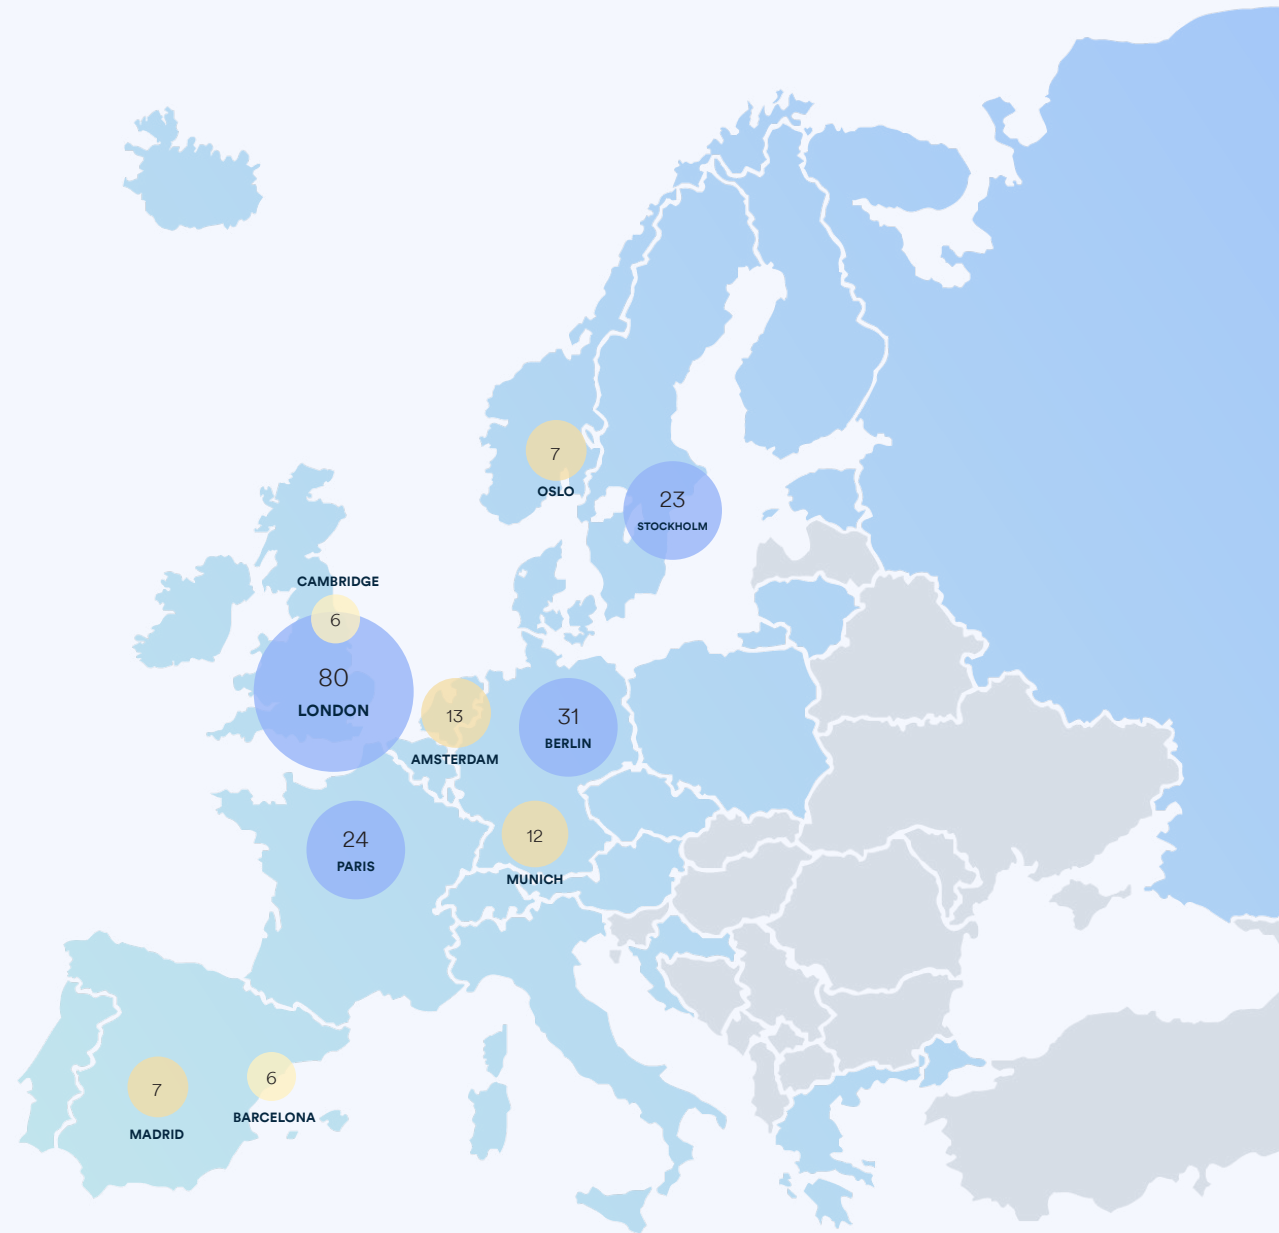 7
OSLO
23
STOCKHOLM
CAMBRIDGE
6
80
LONDON
13
AMSTERDAM
31
BERLIN
24
PARIS
12
MUNICH
7
MADRID
6
BARCELONA